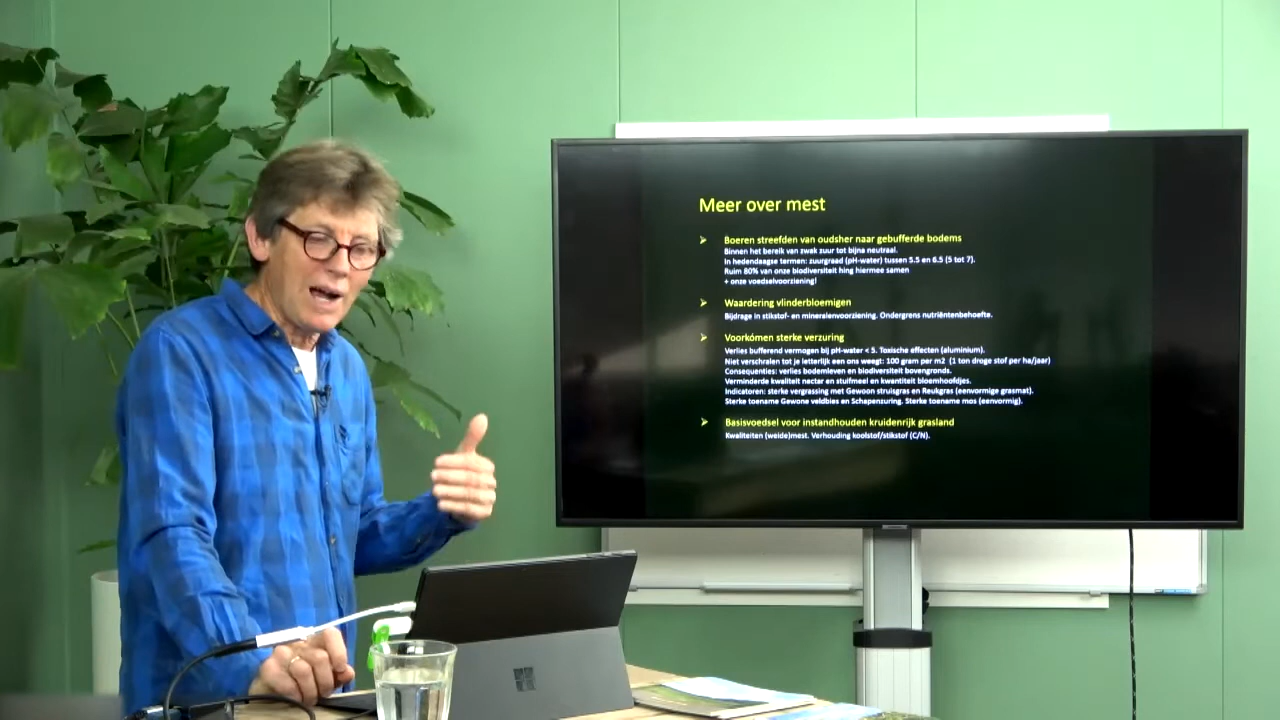 Meer over mest
Boeren streefden van oudsher naar gebufferde bodems
Binnen het bereik van zwak zuur tot bijna neutraal.
In hedendaagse termen: zuurgraad (pH-water) tussen 5.5 en 6.5 (5 tot 7).
Ruim 80% van onze biodiversiteit hing hiermee samen
+ onze voedselvoorziening!
Waardering vlinderbloemigen
Bijdrage in stikstof- en mineralenvoorziening. Ondergrens nutriëntenbehoefte.
Voorkómen sterke verzuring
Verlies bufferend vermogen bij pH-water < 5. Toxische effecten (aluminium).
Niet verschralen tot je letterlijk een ons weegt: 100 gram per m2 (1 ton droge stof per ha/jaar)
Consequenties: verlies bodemleven en biodiversiteit bovengronds.
Verminderde kwaliteit nectar en stuifmeel en kwantiteit bloemhoofdjes.
Indicatoren: sterke vergrassing met Gewoon struisgras en Reukgras (eenvormige grasmat).
Sterke toename Gewone veldbies en Schapenzuring. Sterke toename mos (eenvormig).
Basisvoedsel voor instandhouden kruidenrijk grasland
Kwaliteiten (weide)mest. Verhouding koolstof/stikstof (C/N).